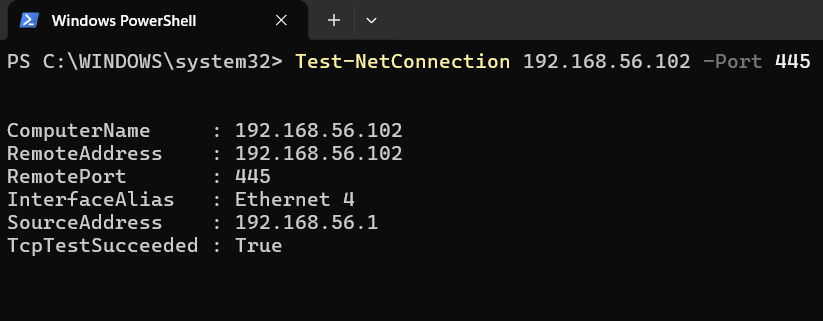 Windows PowerShell
PS C:\WINDOWS\system32> Test-NetConnection 192.168.56.102 -Port 445
ComputerName     : 192.168.56.102
RemoteAddress    : 192.168.56.102
RemotePort       : 445
InterfaceAlias   : Ethernet 4
SourceAddress    : 192.168.56.1
TcpTestSucceeded : True